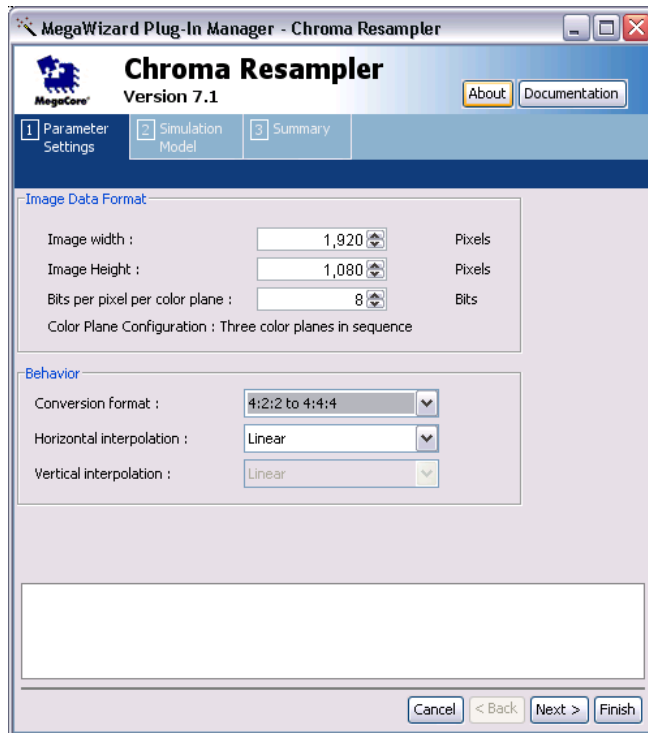 MegaWizard Plug-In Manager - Chroma Resampler
MegaCore®
Chroma Resampler
Version 7.1
About
Documentation
1 Parameter Settings
2 Simulation Model
3 Summary
Image Data Format
Image width : 1,920 Pixels
Image Height : 1,080 Pixels
Bits per pixel per color plane : 8 Bits
Color Plane Configuration : Three color planes in sequence
Behavior
Conversion format : 4:2:2 to 4:4:4
Horizontal interpolation : Linear
Vertical interpolation : Linear
Cancel
< Back
Next >
Finish